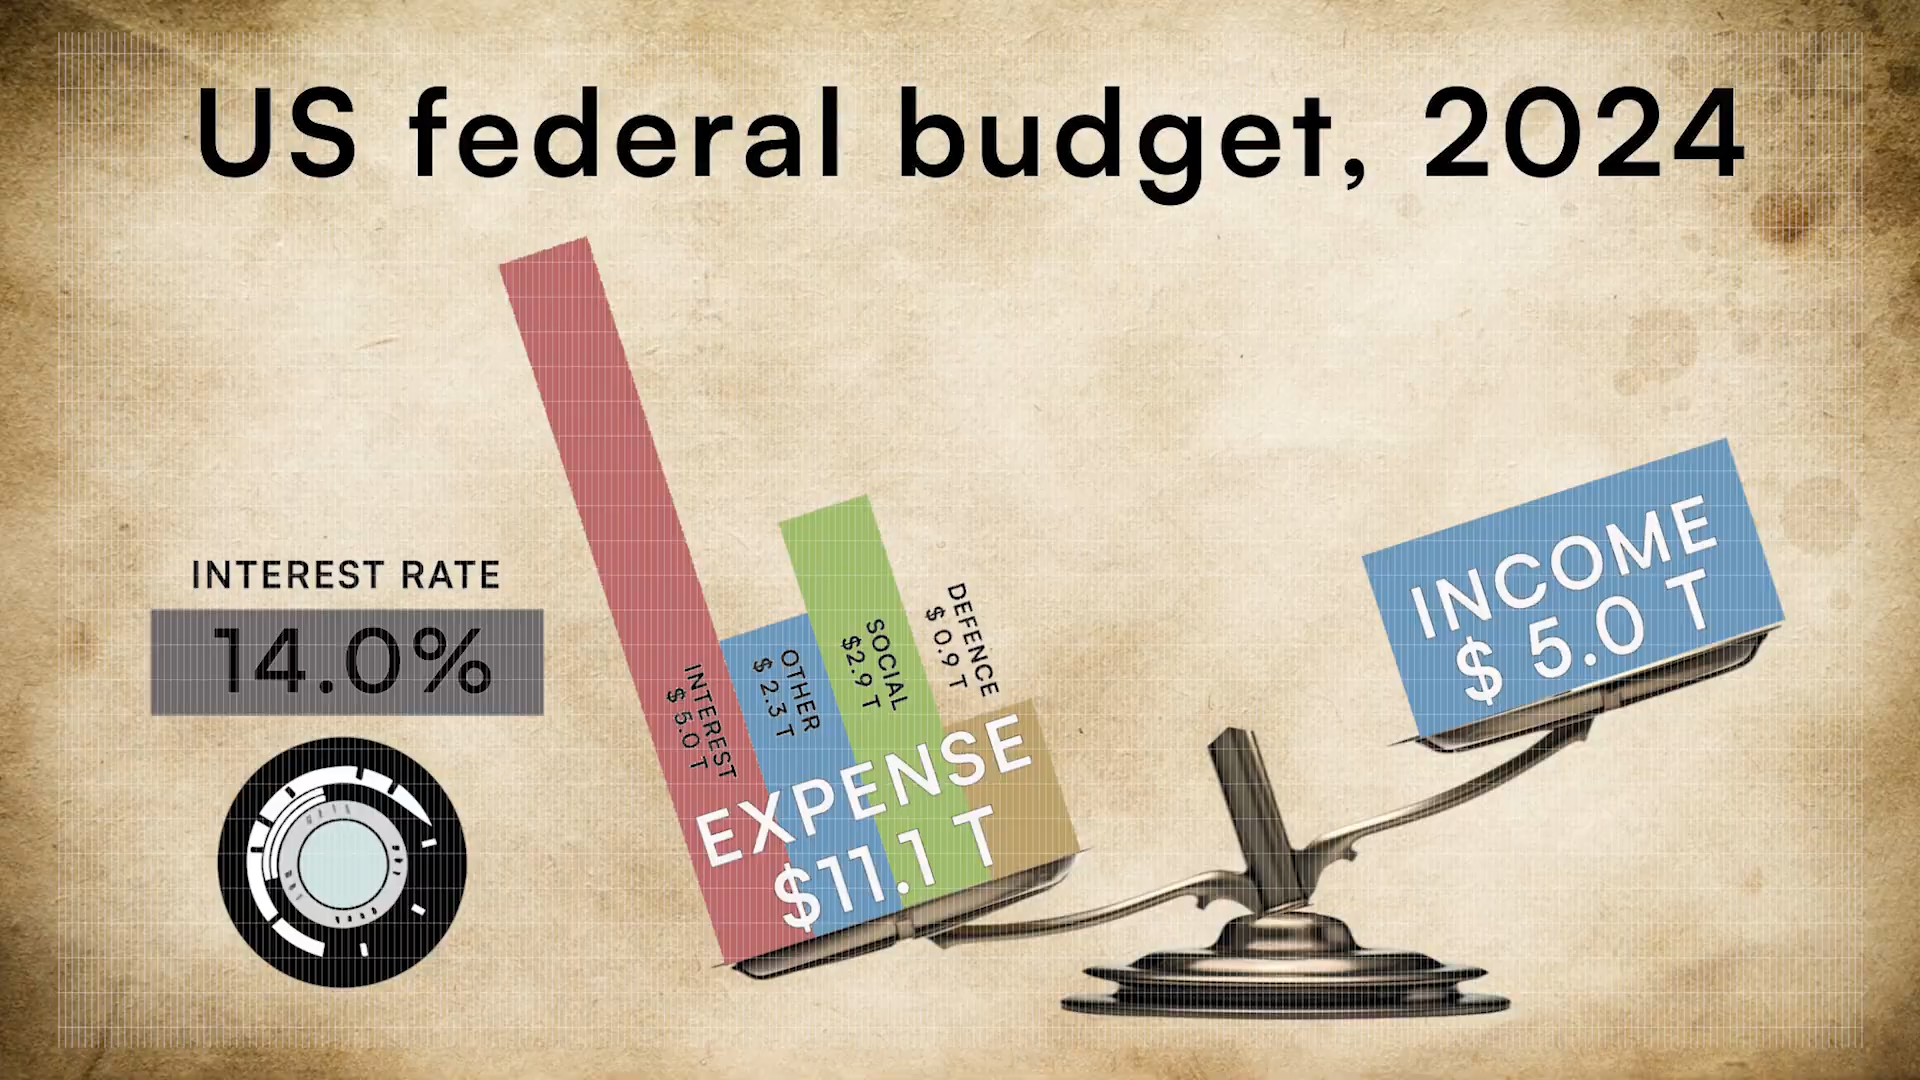 US federal budget, 2024
INTEREST RATE
14.0%
INTEREST
$ 5.0 T
OTHER
$ 2.3 T
SOCIAL
$2.9 T
DEFENCE
$ 0.9 T
EXPENSE
$11.1 T
INCOME
$ 5.0 T